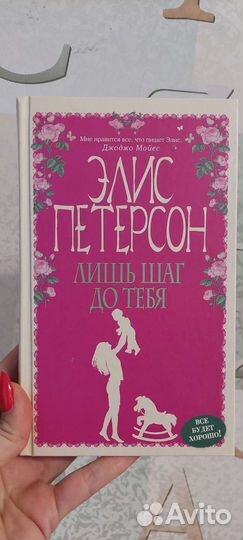 Мне нравится все, что пишет Элис.
Джоджо Мойес
ЭЛИС
ПЕТЕРСОН
ЛИШЬ ШАГ
ДО ТЕБЯ
ВСЕ
БУДЕТ
ХОРОШО!
Avito